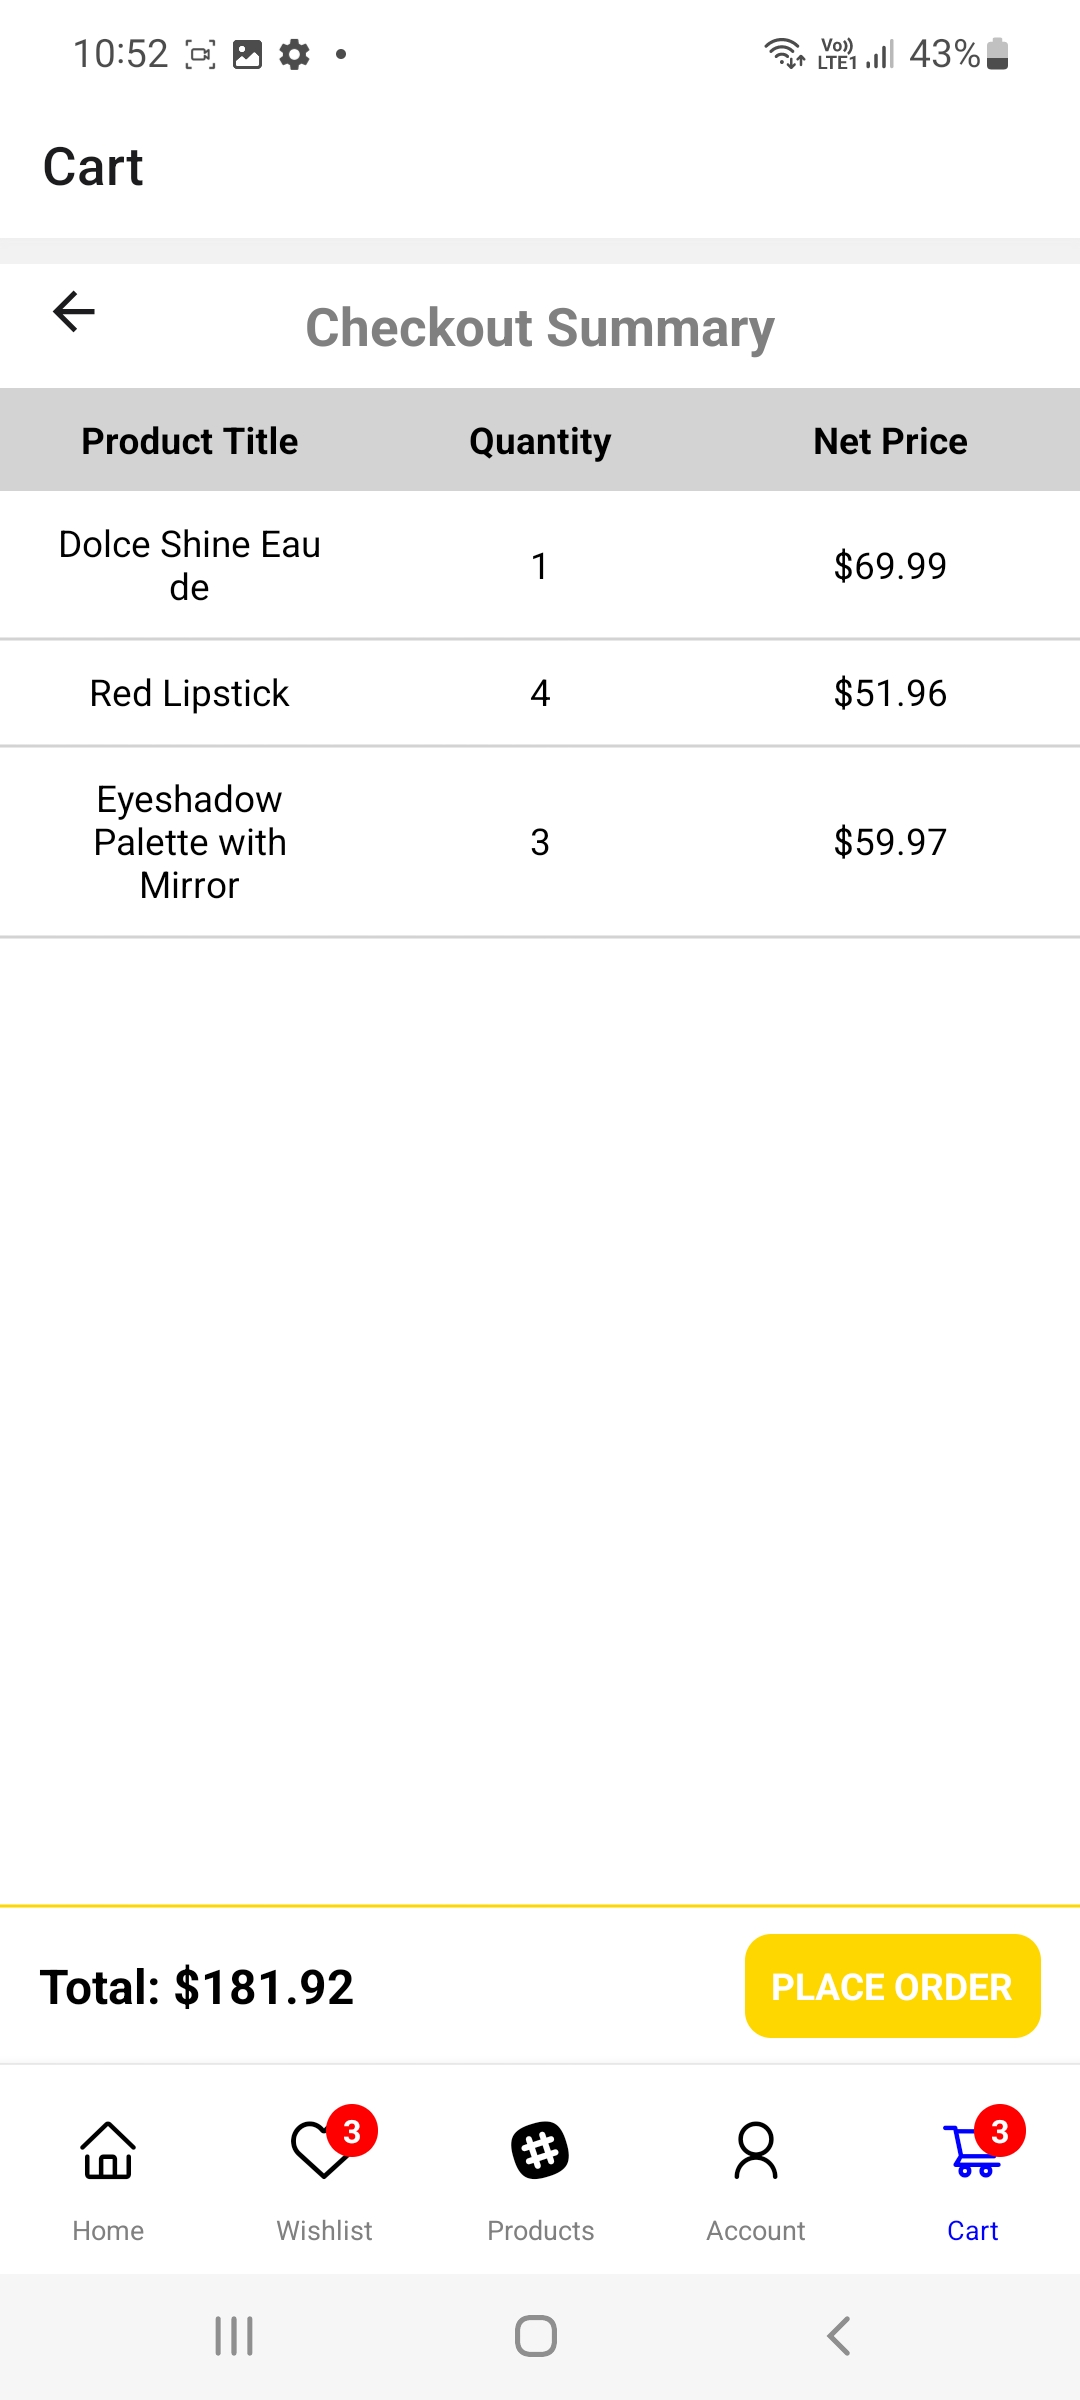 10:52
Vo)) LTE1 43%
Cart
Checkout Summary
Product Title Quantity Net Price
Dolce Shine Eau
de
1 $69.99
Red Lipstick 4 $51.96
Eyeshadow
Palette with
Mirror
3 $59.97
Total: $181.92 PLACE ORDER
3 3
Home Wishlist Products Account Cart